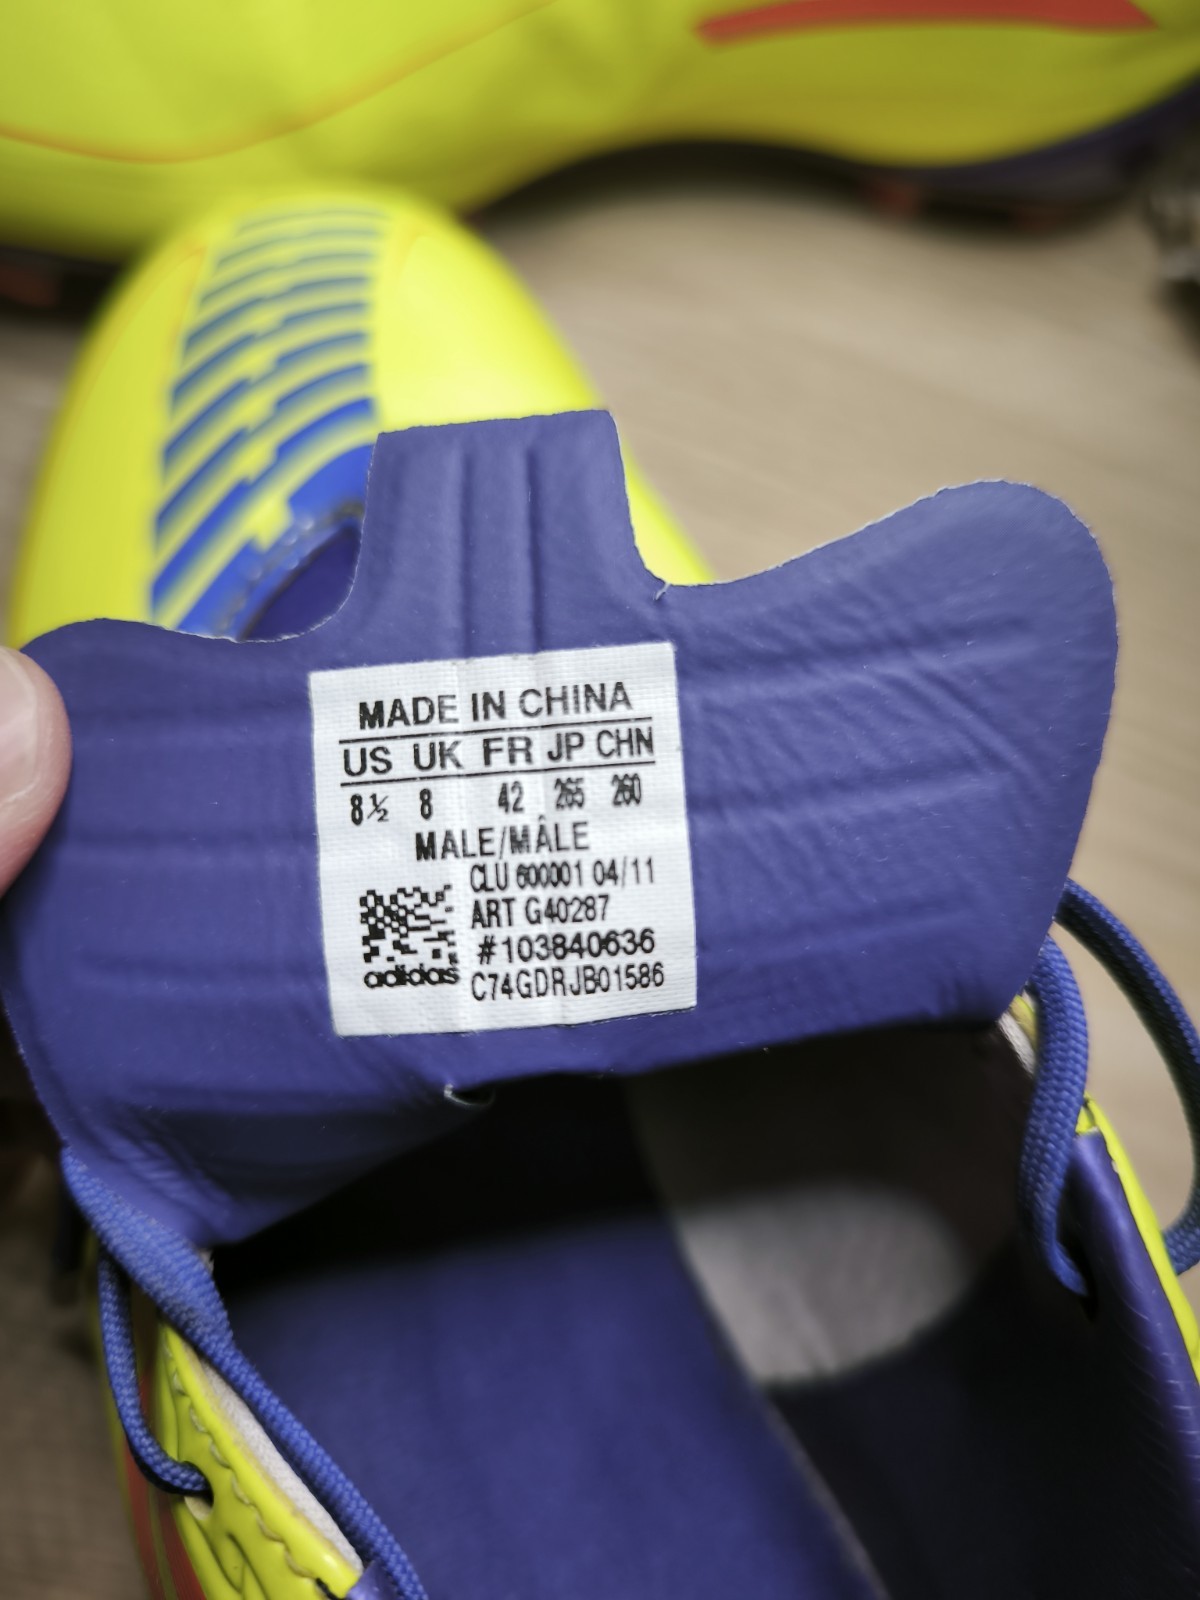 MADE IN CHINA
US UK FR JP CHN
8½ 8 42 265 260
MALE/MÂLE
CLU 600001 04/11
ART G40287
#103840636
adidas C74GDRJB01586